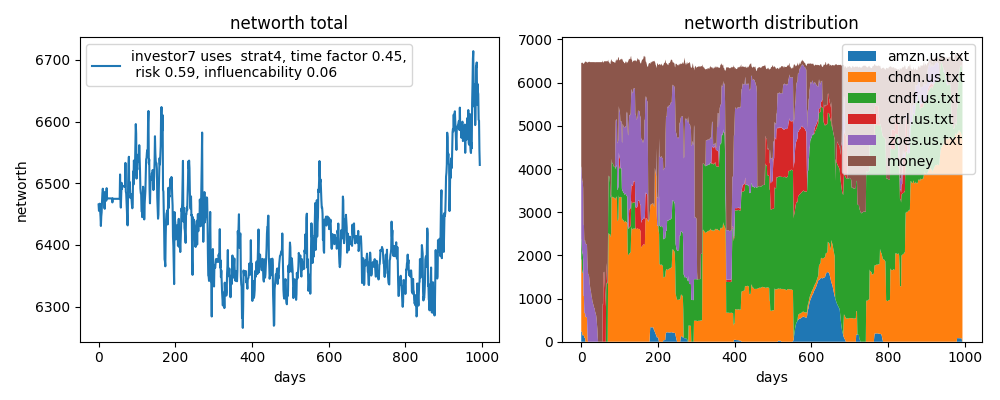 networth total
investor7 uses  strat4, time factor 0.45,
risk 0.59, influencability 0.06
6700
6600
6500
6400
6300
networth
0
200
400
600
800
1000
days
networth distribution
amzn.us.txt
chdn.us.txt
cndf.us.txt
ctrl.us.txt
zoes.us.txt
money
7000
6000
5000
4000
3000
2000
1000
0
0
200
400
600
800
1000
days